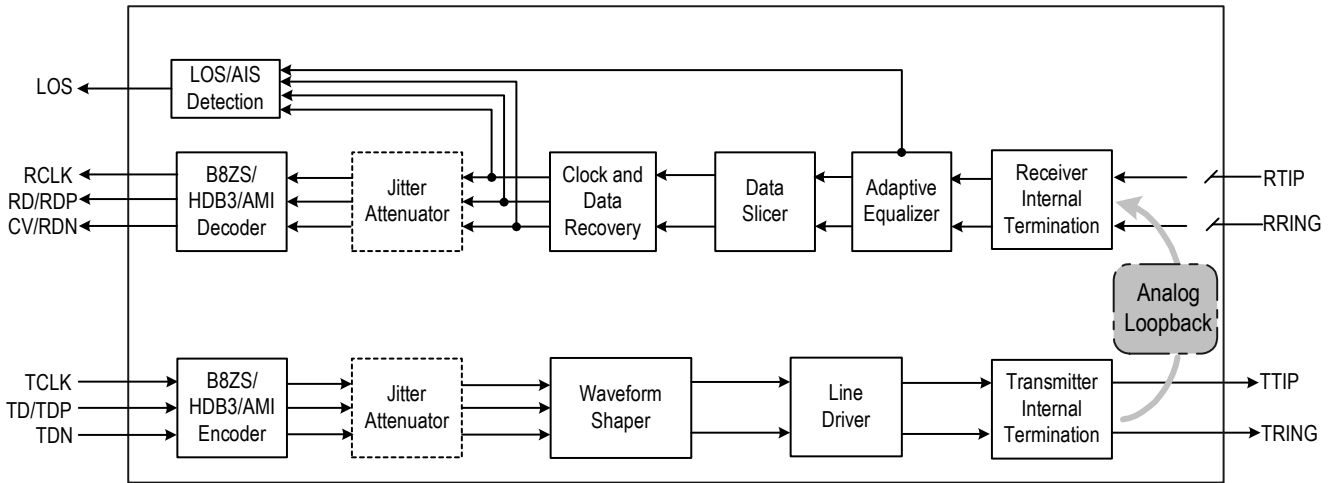 LOS
LOS/AIS
Detection
RCLK
RD/RDP
CV/RDN
B8ZS/
HDB3/AMI
Decoder
Jitter
Attenuator
Clock and
Data
Recovery
Data
Slicer
Adaptive
Equalizer
Receiver
Internal
Termination
RTIP
RRING
Analog
Loopback
TCLK
TD/TDP
TDN
B8ZS/
HDB3/AMI
Encoder
Jitter
Attenuator
Waveform
Shaper
Line
Driver
Transmitter
Internal
Termination
TTIP
TRING